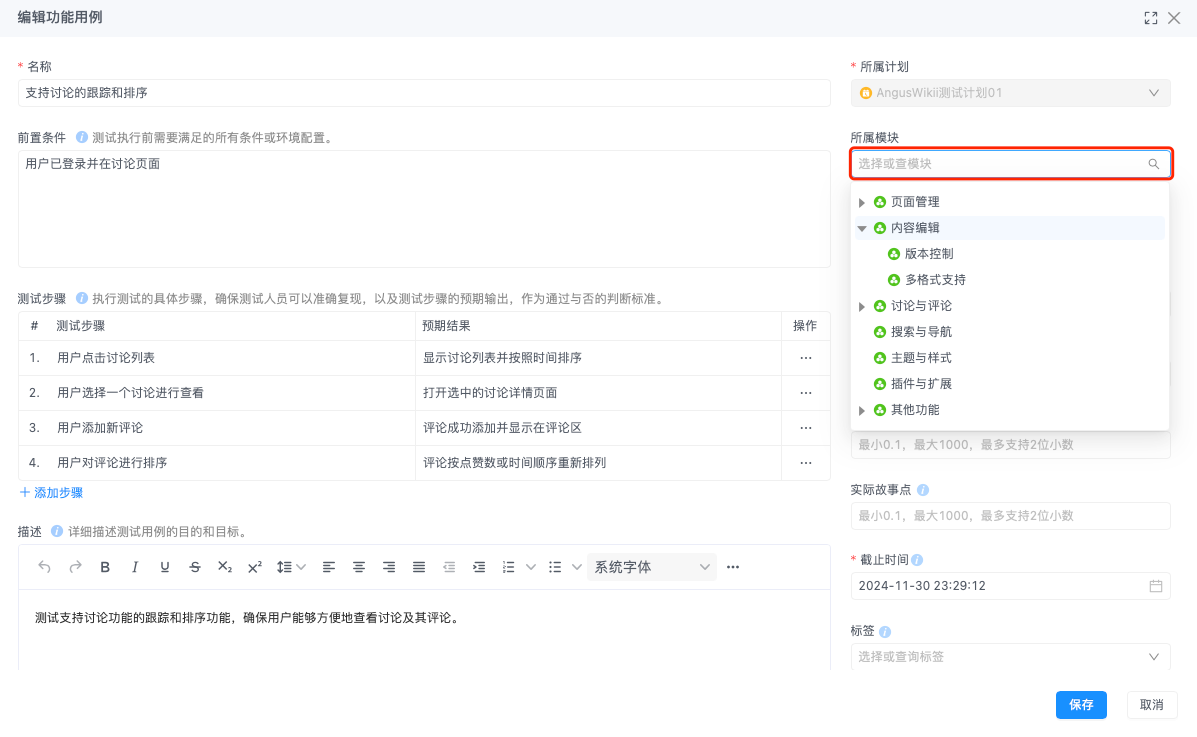 编辑功能用例
* 名称
支持讨论的跟踪和排序
前置条件 测试执行前需要满足的所有条件或环境配置。
用户已登录并在讨论页面
测试步骤 执行测试的具体步骤，确保测试人员可以准确复现，以及测试步骤的预期输出，作为通过与否的判断标准。
# 测试步骤 预期结果 操作
1. 用户点击讨论列表 显示讨论列表并按照时间排序 ...
2. 用户选择一个讨论进行查看 打开选中的讨论详情页面 ...
3. 用户添加新评论 评论成功添加并显示在评论区 ...
4. 用户对评论进行排序 评论按点赞数或时间顺序重新排列 ...
+ 添加步骤
描述 详细描述测试用例的目的和目标。
B I U S X₂ X² 系统字体 ...
测试支持讨论功能的跟踪和排序功能，确保用户能够方便地查看讨论及其评论。
* 所属计划
AngusWikii测试计划01
所属模块
选择或查模块
页面管理
内容编辑
版本控制
多格式支持
讨论与评论
搜索与导航
主题与样式
插件与扩展
其他功能
最小0.1，最大1000，最多支持2位小数
实际故事点
最小0.1，最大1000，最多支持2位小数
* 截止时间
2024-11-30 23:29:12
标签
选择或查询标签
保存 取消